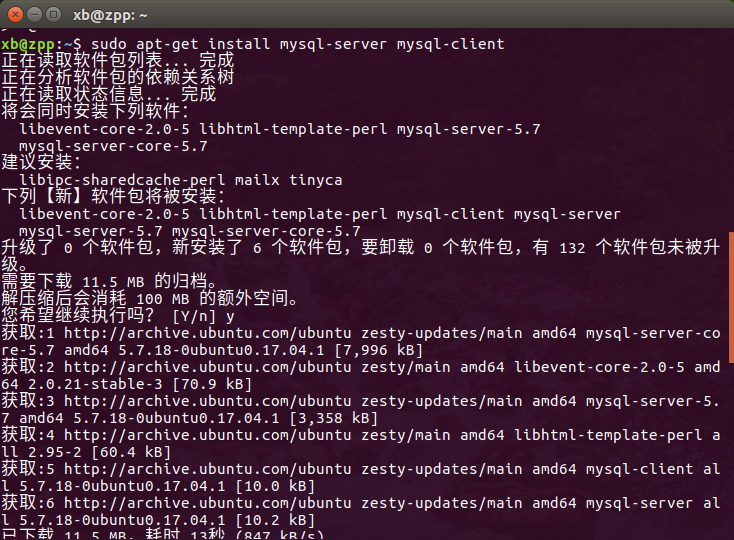 xb@zpp: ~
xb@zpp:~$ sudo apt-get install mysql-server mysql-client
正在读取软件包列表... 完成
正在分析软件包的依赖关系树
正在读取状态信息... 完成
将会同时安装下列软件：
libevent-core-2.0-5 libhtml-template-perl mysql-server-5.7
mysql-server-core-5.7
建议安装：
libipc-sharedcache-perl mailx tinyca
下列【新】软件包将被安装：
libevent-core-2.0-5 libhtml-template-perl mysql-client mysql-server
mysql-server-5.7 mysql-server-core-5.7
升级了 0 个软件包，新安装了 6 个软件包，要卸载 0 个软件包，有 132 个软件包未被升
级。
需要下载 11.5 MB 的归档。
解压缩后会消耗 100 MB 的额外空间。
您希望继续执行吗？ [Y/n] y
获取:1 http://archive.ubuntu.com/ubuntu zesty-updates/main amd64 mysql-server-co
re-5.7 amd64 5.7.18-0ubuntu0.17.04.1 [7,996 kB]
获取:2 http://archive.ubuntu.com/ubuntu zesty/main amd64 libevent-core-2.0-5 amd
64 2.0.21-stable-3 [70.9 kB]
获取:3 http://archive.ubuntu.com/ubuntu zesty-updates/main amd64 mysql-server-5.
7 amd64 5.7.18-0ubuntu0.17.04.1 [3,358 kB]
获取:4 http://archive.ubuntu.com/ubuntu zesty/main amd64 libhtml-template-perl a
ll 2.95-2 [60.4 kB]
获取:5 http://archive.ubuntu.com/ubuntu zesty-updates/main amd64 mysql-client al
l 5.7.18-0ubuntu0.17.04.1 [10.0 kB]
获取:6 http://archive.ubuntu.com/ubuntu zesty-updates/main amd64 mysql-server al
l 5.7.18-0ubuntu0.17.04.1 [10.2 kB]
已下载 11.5 MB，耗时 13秒 (847 kB/s)